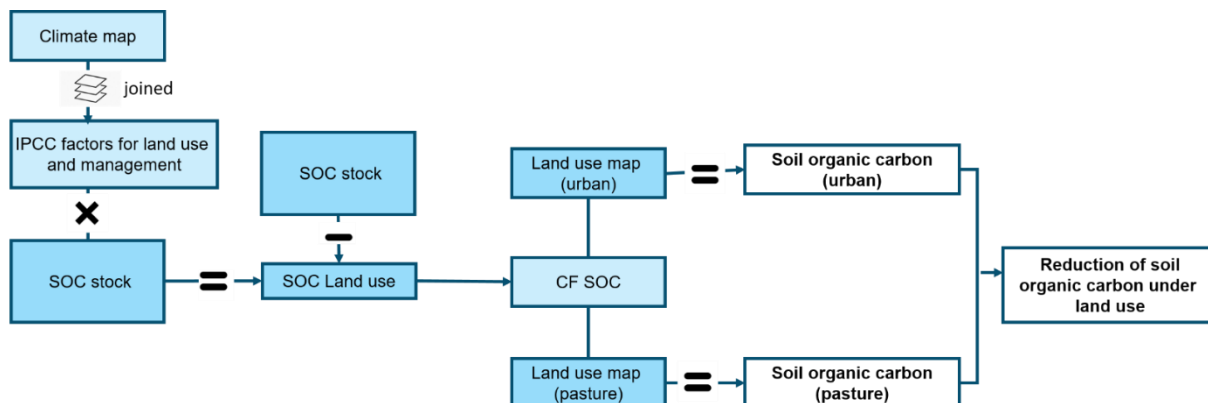 Climate map
joined
IPCC factors for land use
and management
SOC stock
SOC stock
SOC Land use
Land use map
(urban)
CF SOC
Land use map
(pasture)
Soil organic carbon
(urban)
Soil organic carbon
(pasture)
Reduction of soil
organic carbon under
land use